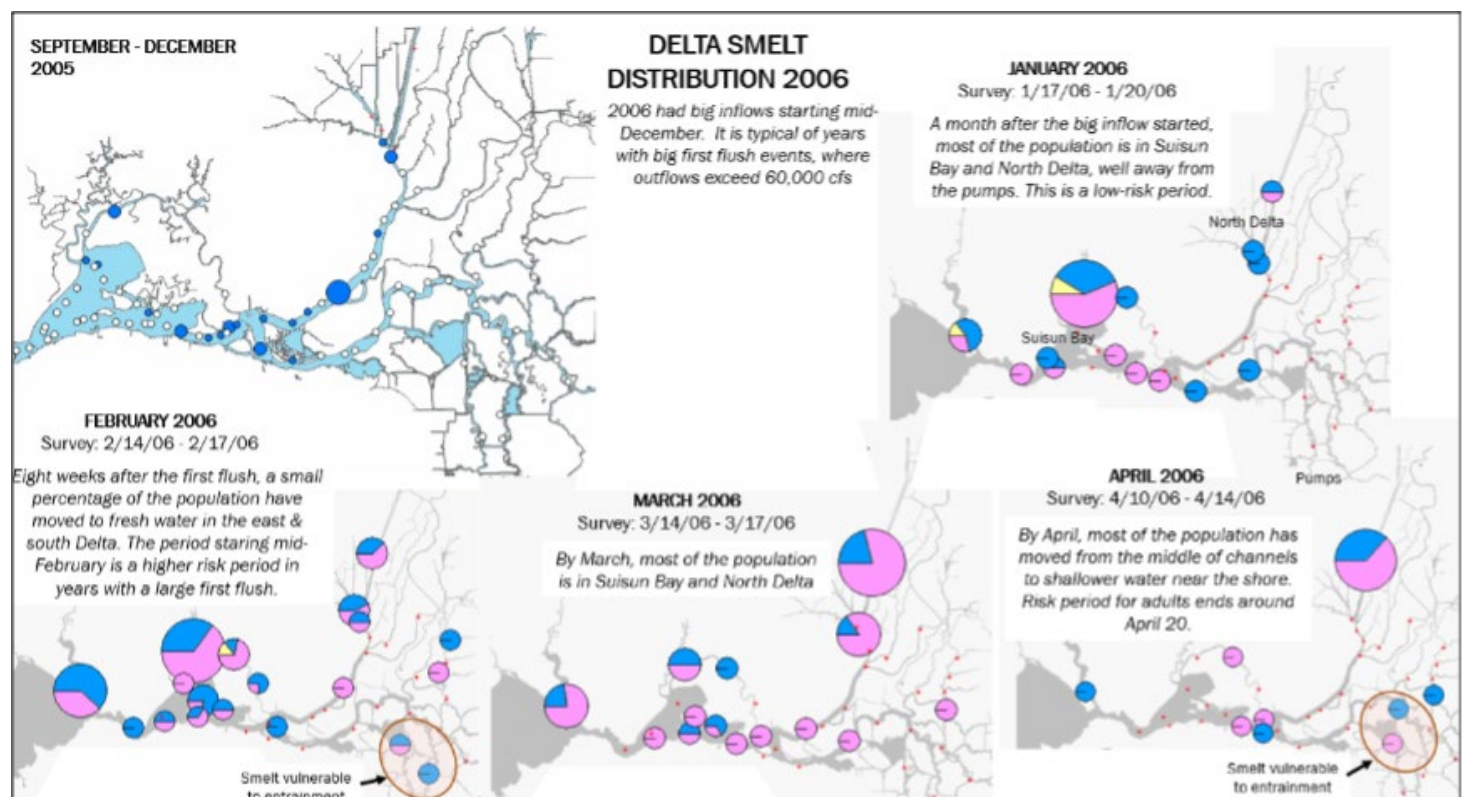 SEPTEMBER - DECEMBER
2005
DELTA SMELT
DISTRIBUTION 2006
2006 had big inflows starting mid-
December. It is typical of years
with big first flush events, where
outflows exceed 60,000 cfs
JANUARY 2006
Survey: 1/17/06 - 1/20/06
A month after the big inflow started,
most of the population is in Suisun
Bay and North Delta, well away from
the pumps. This is a low-risk period.
North Delta
Suisun Bay
Pumps
FEBRUARY 2006
Survey: 2/14/06 - 2/17/06
Eight weeks after the first flush, a small
percentage of the population have
moved to fresh water in the east &
south Delta. The period staring mid-
February is a higher risk period in
years with a large first flush.
Smelt vulnerable
to entrainment
MARCH 2006
Survey: 3/14/06 - 3/17/06
By March, most of the population
is in Suisun Bay and North Delta
APRIL 2006
Survey: 4/10/06 - 4/14/06
By April, most of the population has
moved from the middle of channels
to shallower water near the shore.
Risk period for adults ends around
April 20.
Smelt vulnerable
to entrainment